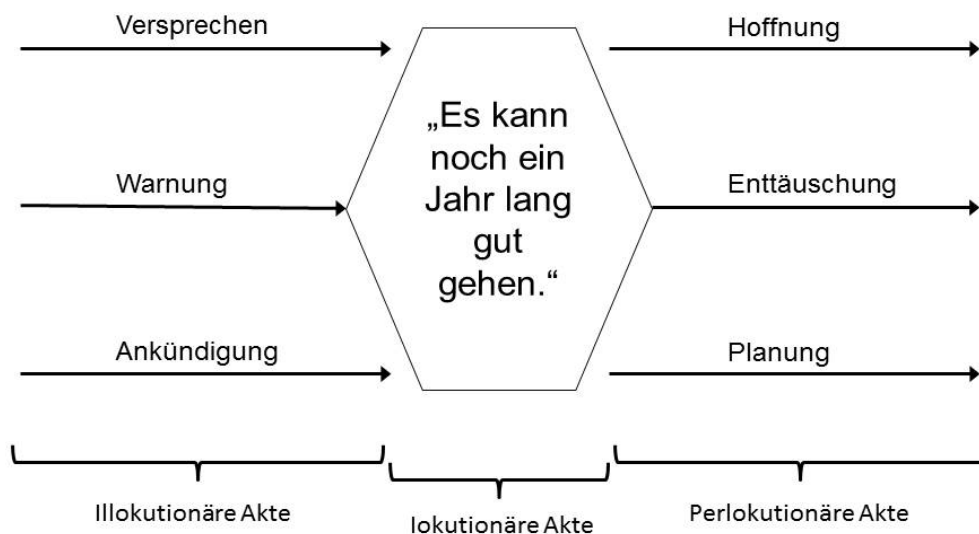 Versprechen
Hoffnung
„Es kann
noch ein
Jahr lang
gut
gehen.“
Warnung
Enttäuschung
Ankündigung
Planung
Illokutionäre Akte
lokutionäre Akte
Perlokutionäre Akte